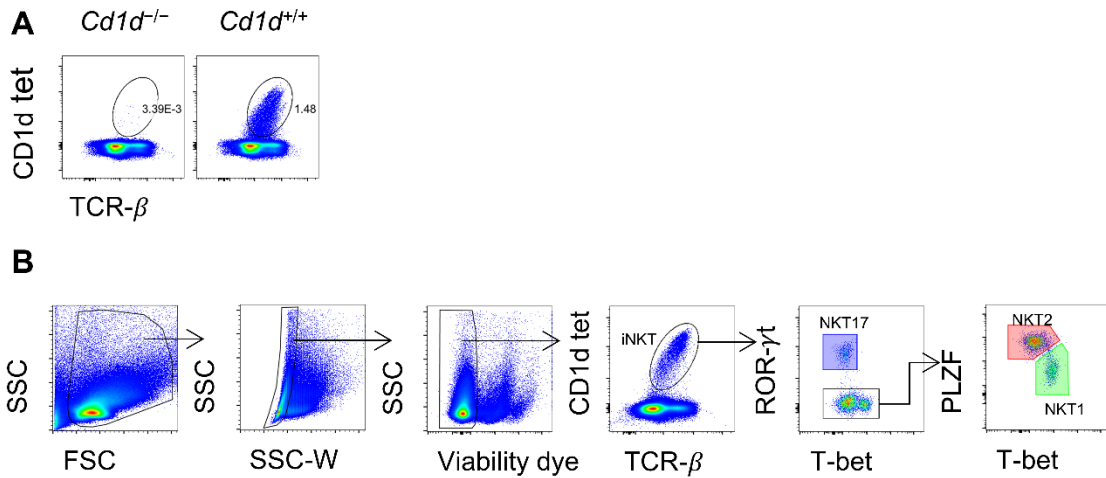 A
Cd1d−/− Cd1d+/+
CD1d tet
3.39E-3
1.48
TCR-β
B
SSC
FSC
SSC
SSC-W
SSC
Viability dye
CD1d tet
iNKT
TCR-β
ROR-γt
NKT17
T-bet
PLZF
NKT2
NKT1
T-bet